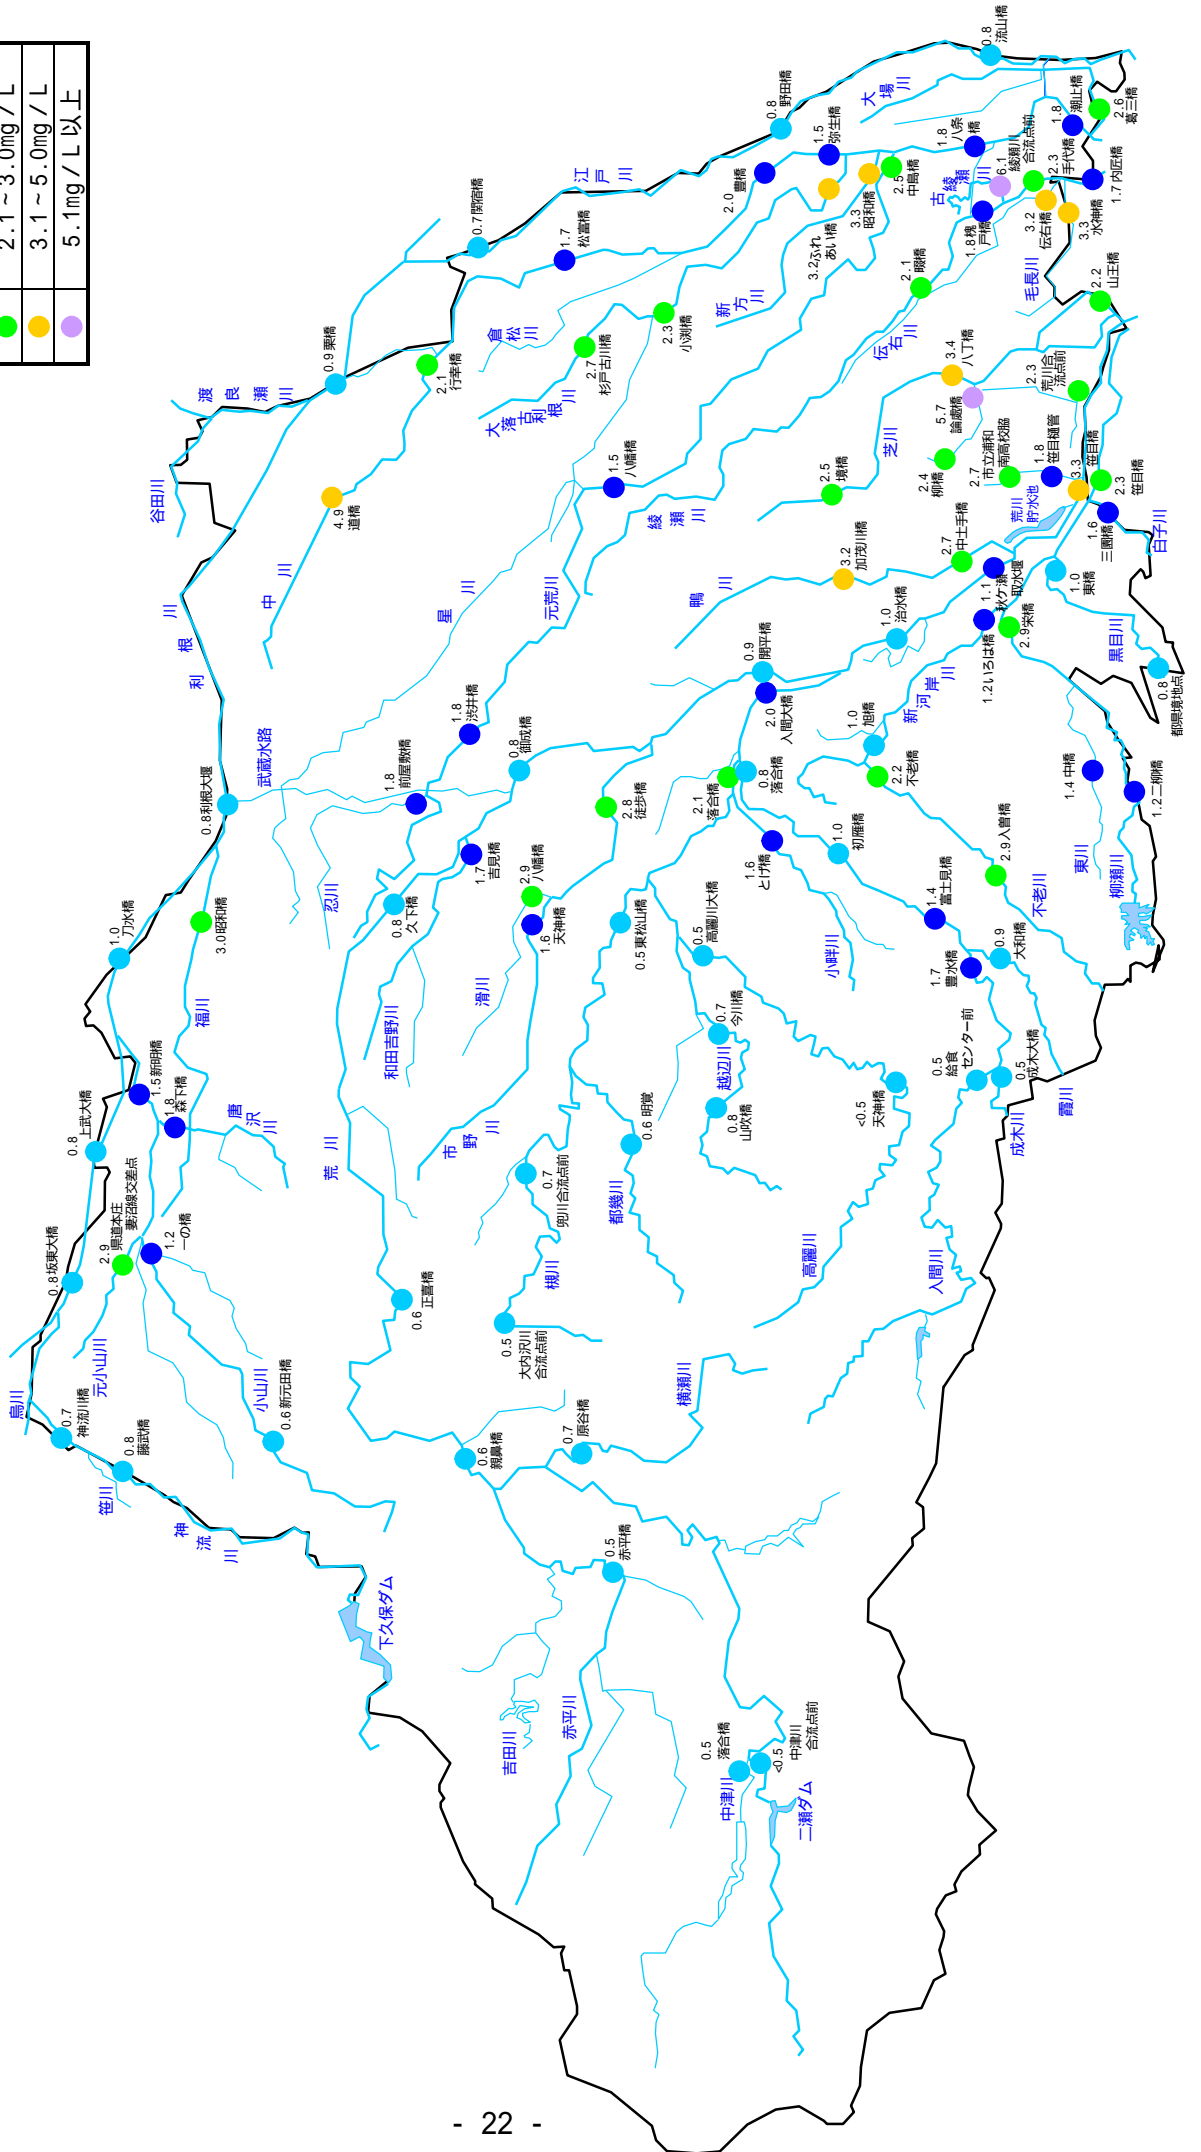 2.1～3.0mg／L
3.1～5.0mg／L
5.1mg／L以上
0.8
流山橋
大場川
0.8
野田橋
1.8
潮止橋
2.6
葛三橋
1.8
八条橋
1.5
弥生橋
2.0 豊橋
6.1
綾瀬川
合流点前
2.3
手代橋
1.7 内匠橋
2.5
中島橋
3.3
昭和橋
古綾瀬川
3.2
伝右橋
3.3
水神橋
1.8 槐戸橋
3.2 ふれあい橋
江戸川
0.7 関宿橋
1.7
松富橋
2.1
畷橋
毛長川
2.2
山王橋
新方川
伝右川
2.3
小渕橋
倉松川
2.7
杉戸古川橋
大落古利根川
0.9 栗橋
2.1
行幸橋
渡良瀬川
3.4
八丁橋
5.7
論處橋
2.3
荒川合流点前
芝川
2.4
柳橋
2.7
市立浦和南高校脇
1.8
笹目樋管
3.3
笹目橋
2.3
笹目橋
2.5
境橋
1.5
八幡橋
綾瀬川
4.9
道橋
谷田川
荒川貯水池
1.6
三園橋
白子川
2.7
中土手橋
1.1
秋ケ瀬取水堰
1.0
東橋
3.2
加茂川橋
鴨川
元荒川
星川
中川
利根川
1.0
治水橋
1.2 いろは橋
2.9 栄橋
黒目川
0.8
都県境地点
0.9
開平橋
2.0
入間大橋
新河岸川
1.0
旭橋
2.2
不老橋
1.8
渋井橋
0.8
御成橋
武蔵水路
1.8
前屋敷橋
0.8 利根大堰
2.8
徒歩橋
2.1
落合橋
0.8
落合橋
1.4 中橋
1.2 二柳橋
1.6
とげ橋
1.0
初雁橋
1.7
吉見橋
0.8
久下橋
忍川
2.9
八幡橋
1.6
天神橋
0.5 東松山橋
0.5
高麗川大橋
2.9 入曽橋
不老川
東川
柳瀬川
1.4
富士見橋
1.7
豊水橋
0.9
大和橋
小畔川
3.0 昭和橋
1.0
刀水橋
福川
滑川
和田吉野川
0.7
今川橋
越辺川
0.8
山吹橋
<0.5
天神橋
0.5
給食センター前
0.5
成木大橋
成木川
霞川
1.5 新明橋
1.8
森下橋
唐沢川
0.8
上武大橋
荒川
市野川
0.7
兜川合流点前
0.6 明覚
都幾川
槻川
高麗川
入間川
2.9
県道本庄妻沼線交差点
1.2
一の橋
0.8 坂東大橋
0.6
正喜橋
0.5
大内沢川合流点前
元小山川
小山川
0.6 新元田橋
横瀬川
烏川
0.7
神流川橋
0.8
藤武橋
笹川
神流川
0.6
親鼻橋
0.7
原谷橋
0.5
赤平橋
下久保ダム
吉田川
赤平川
0.5
落合橋
<0.5
中津川合流点前
中津川
二瀬ダム
- 22 -